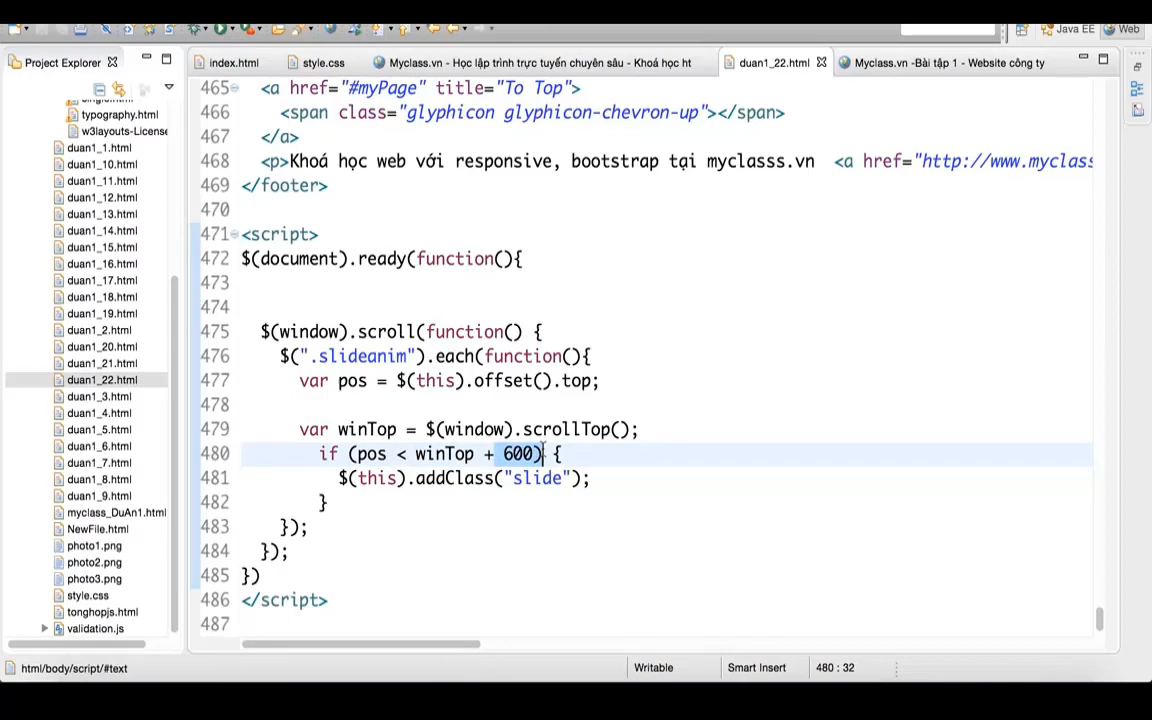 Java EE
Web
Project Explorer
index.html
style.css
Myclass.vn - Học lập trình trực tuyến chuyên sâu - Khoá học ht
duan1_22.html
Myclass.vn -Bài tập 1 - Website công ty
typography.html
w3layouts-License
duan1_1.html
duan1_10.html
duan1_11.html
duan1_12.html
duan1_13.html
duan1_14.html
duan1_15.html
duan1_16.html
duan1_17.html
duan1_18.html
duan1_19.html
duan1_2.html
duan1_20.html
duan1_21.html
duan1_22.html
duan1_3.html
duan1_4.html
duan1_5.html
duan1_6.html
duan1_7.html
duan1_8.html
duan1_9.html
myclass_DuAn1.html
NewFile.html
photo1.png
photo2.png
photo3.png
style.css
tonghopjs.html
validation.js
465 <a href="#myPage" title="To Top">
466 <span class="glyphicon glyphicon-chevron-up"></span>
467 </a>
468 <p>Khoá học web với responsive, bootstrap tại myclasss.vn <a href="http://www.myclass
469 </footer>
470
471 <script>
472 $(document).ready(function(){
473
474
475 $(window).scroll(function() {
476 $(".slideanim").each(function(){
477 var pos = $(this).offset().top;
478
479 var winTop = $(window).scrollTop();
480 if (pos < winTop + 600) {
481 $(this).addClass("slide");
482 }
483 });
484 });
485 })
486 </script>
487
html/body/script/#text
Writable
Smart Insert
480 : 32